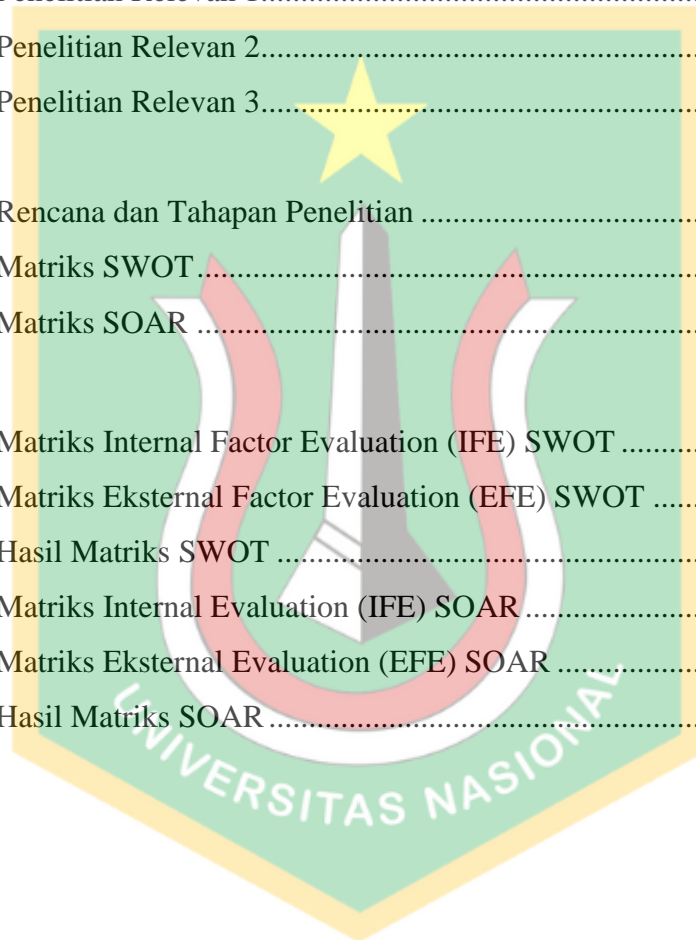 Penelitian Relevan 2
Penelitian Relevan 3
Rencana dan Tahapan Penelitian
Matriks SWOT
Matriks SOAR
Matriks Internal Factor Evaluation (IFE) SWOT
Matriks Eksternal Factor Evaluation (EFE) SWOT
Hasil Matriks SWOT
Matriks Internal Evaluation (IFE) SOAR
Matriks Eksternal Evaluation (EFE) SOAR
Hasil Matriks SOAR
UNIVERSITAS NASIONAL